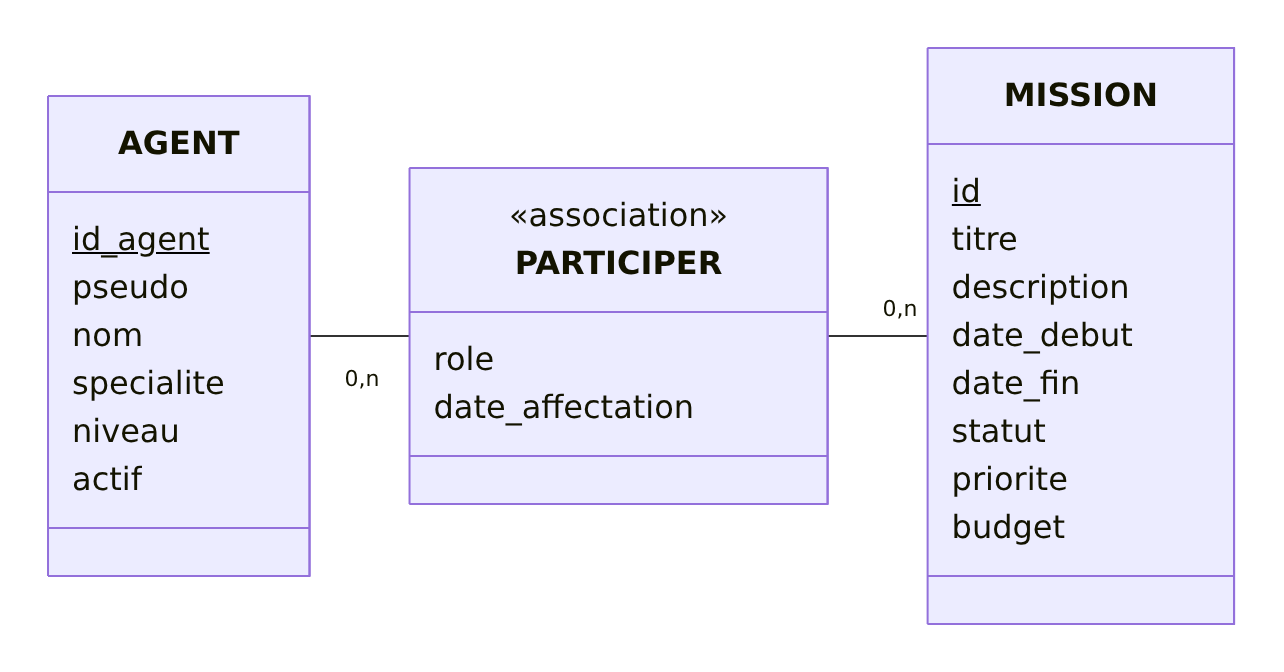 AGENT
id_agent
pseudo
nom
specialite
niveau
actif
0,n
«association»
PARTICIPER
role
date_affectation
0,n
MISSION
id
titre
description
date_debut
date_fin
statut
priorite
budget